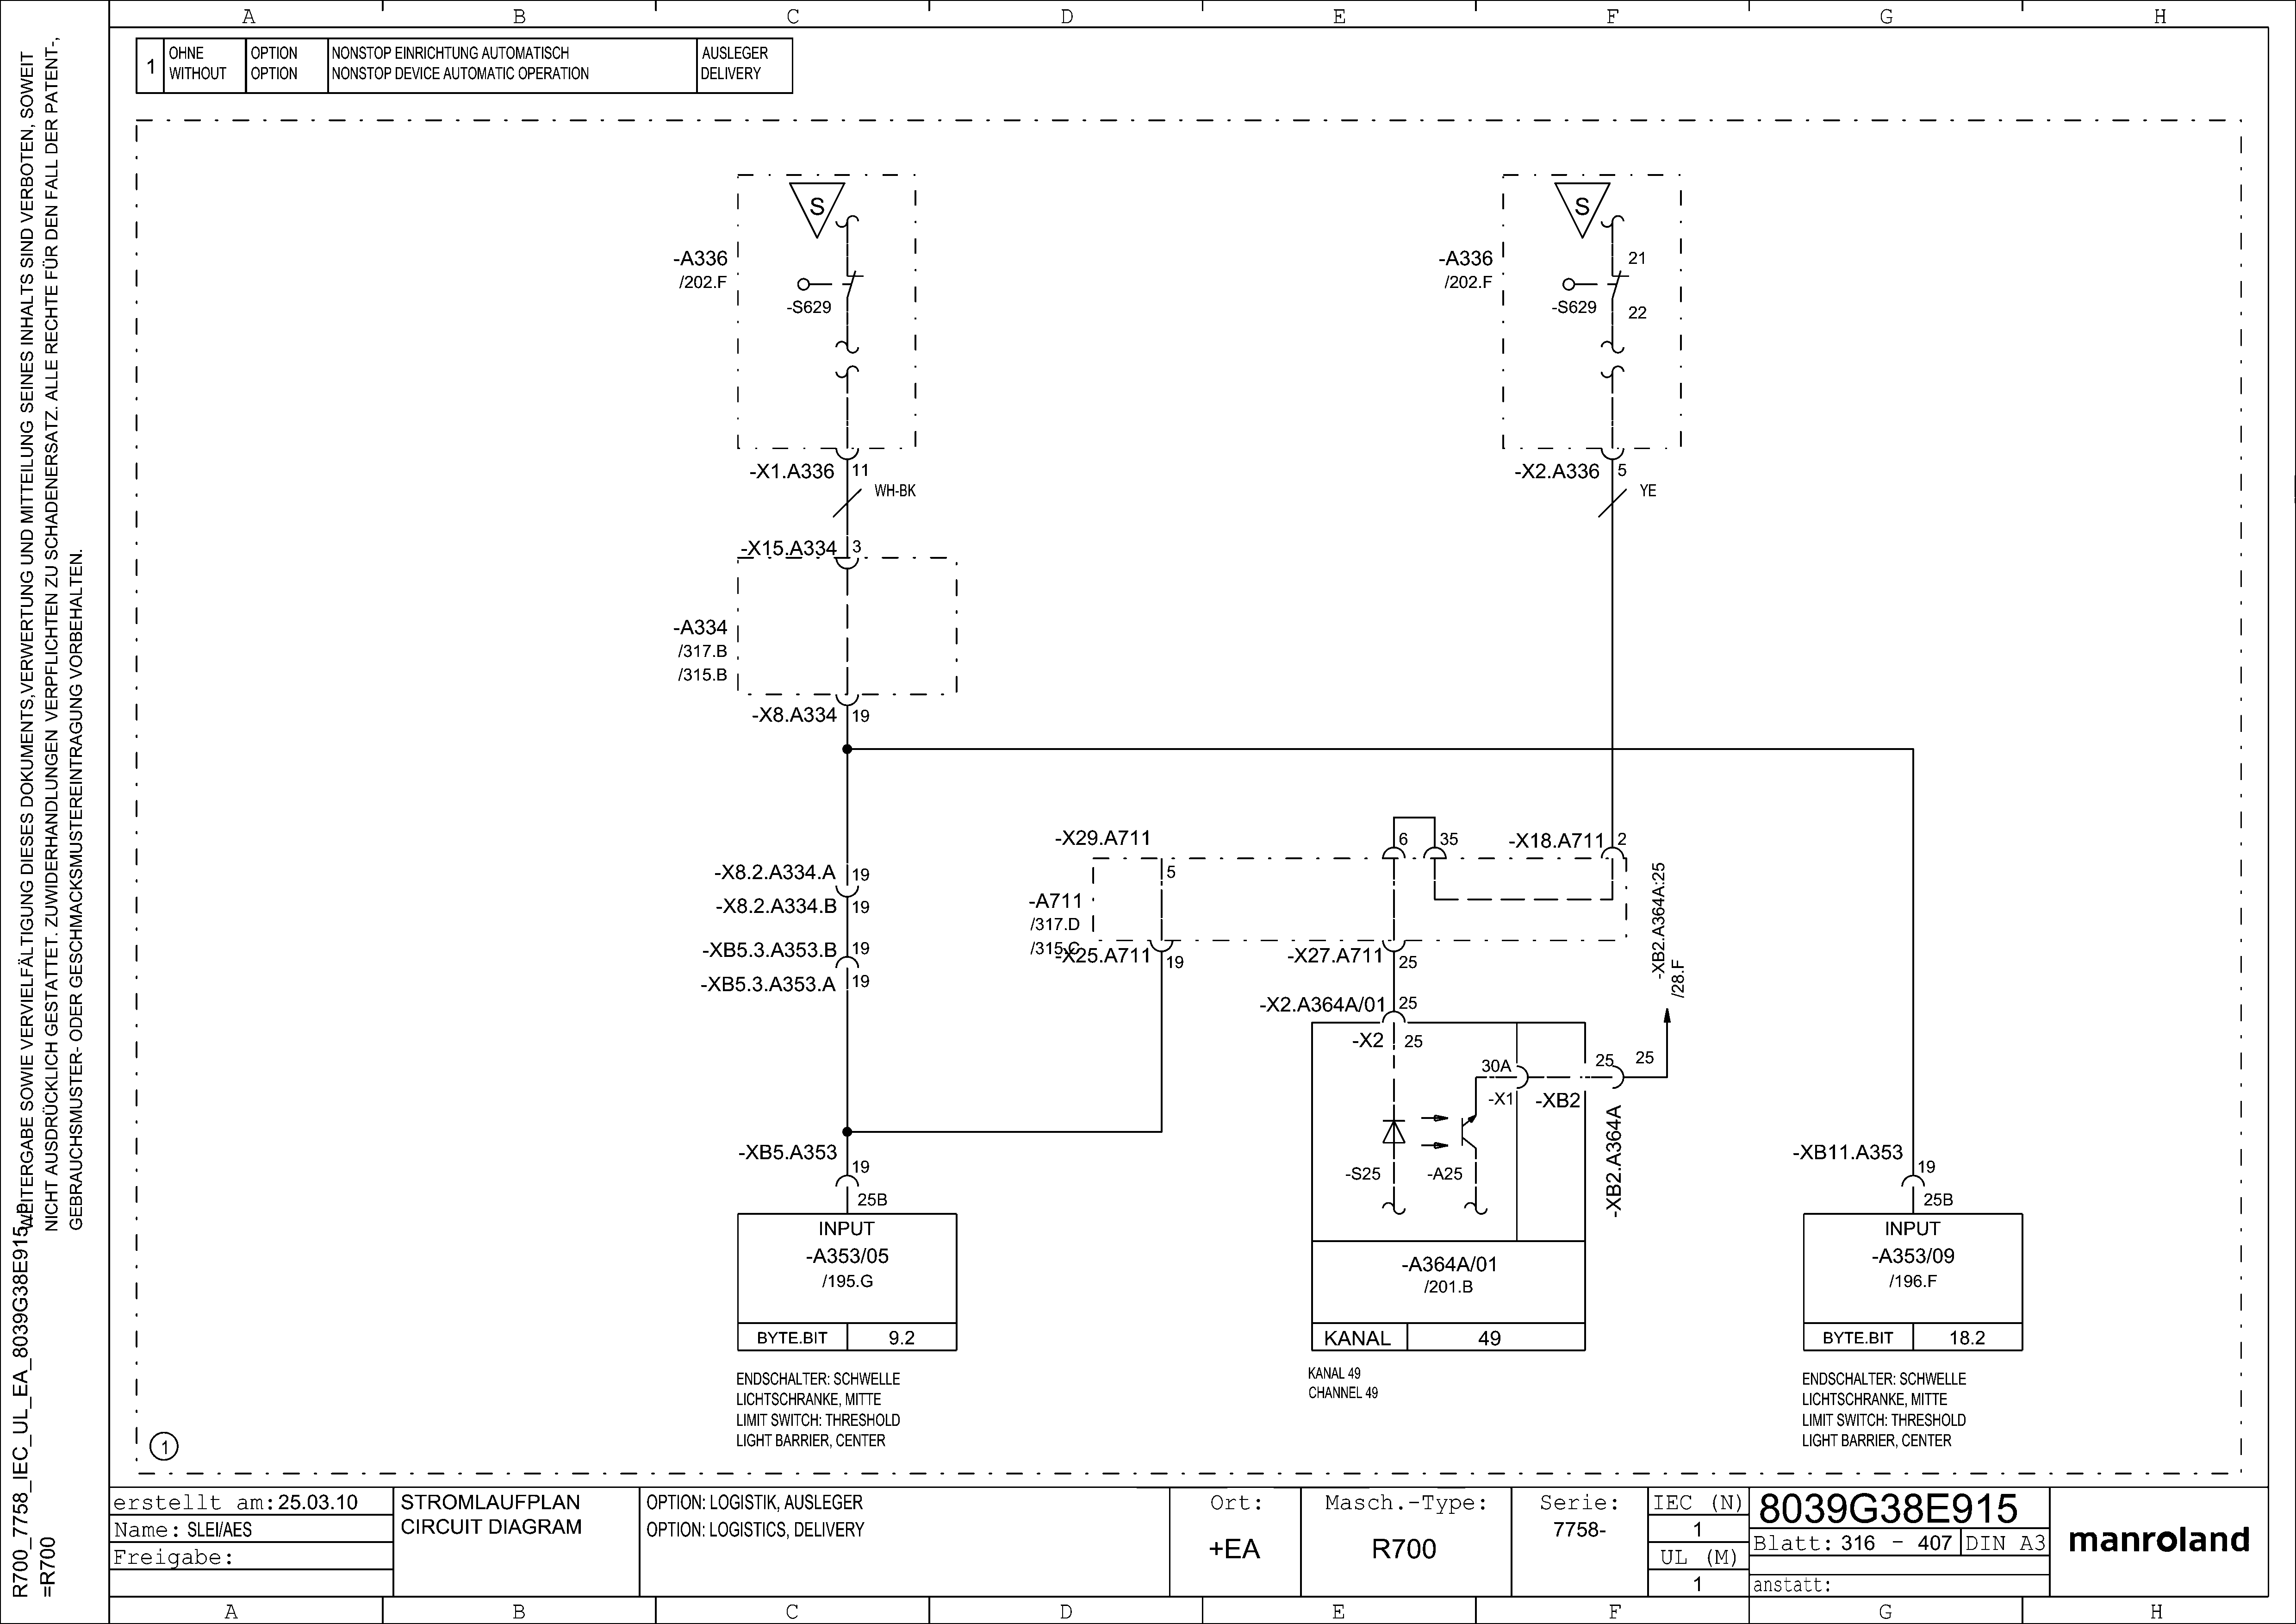 A B C D E F G H
1 OHNE OPTION NONSTOP EINRICHTUNG AUTOMATISCH AUSLEGER
WITHOUT OPTION NONSTOP DEVICE AUTOMATIC OPERATION DELIVERY
WEITERGABE SOWIE VERVIELFÄLTIGUNG DIESES DOKUMENTS,VERWERTUNG UND MITTEILUNG SEINES INHALTS SIND VERBOTEN, SOWEIT
NICHT AUSDRÜCKLICH GESTATTET. ZUWIDERHANDLUNGEN VERPFLICHTEN ZU SCHADENERSATZ. ALLE RECHTE FÜR DEN FALL DER PATENT-,
GEBRAUCHSMUSTER- ODER GESCHMACKSMUSTEREINTRAGUNG VORBEHALTEN.
S
-A336
/202.F
-S629
S
-A336
/202.F
21
-S629
22
-X1.A336 11
WH-BK
-X2.A336 5
YE
-X15.A334 3
-A334
/317.B
/315.B
-X8.A334 19
-X29.A711
6 35
-X18.A711 2
5
-X8.2.A334.A 19
-X8.2.A334.B 19
-A711
/317.D
/315.C
-XB5.3.A353.B 19
-XB5.3.A353.A 19
-X25.A711 19
-X27.A711 25
-XB2.A364A:25
/28.F
-X2.A364A/01 25
-X2 25
30A
-X1
25 25
-XB2
-XB2.A364A
-S25 -A25
-XB5.A353
19
25B
INPUT
-A353/05
/195.G
BYTE.BIT 9.2
ENDSCHALTER: SCHWELLE
LICHTSCHRANKE, MITTE
LIMIT SWITCH: THRESHOLD
LIGHT BARRIER, CENTER
-A364A/01
/201.B
KANAL 49
KANAL 49
CHANNEL 49
-XB11.A353
19
25B
INPUT
-A353/09
/196.F
BYTE.BIT 18.2
ENDSCHALTER: SCHWELLE
LICHTSCHRANKE, MITTE
LIMIT SWITCH: THRESHOLD
LIGHT BARRIER, CENTER
1
=R700
erstellt am: 25.03.10
Name: SLEI/AES
Freigabe:
STROMLAUFPLAN
CIRCUIT DIAGRAM
OPTION: LOGISTIK, AUSLEGER
OPTION: LOGISTICS, DELIVERY
Ort:
+EA
Masch.-Type:
R700
Serie:
7758-
IEC (N)
1
UL (M)
1
8039G38E915
Blatt: 316 - 407 DIN A3
anstatt:
manroland
A B C D E F G H